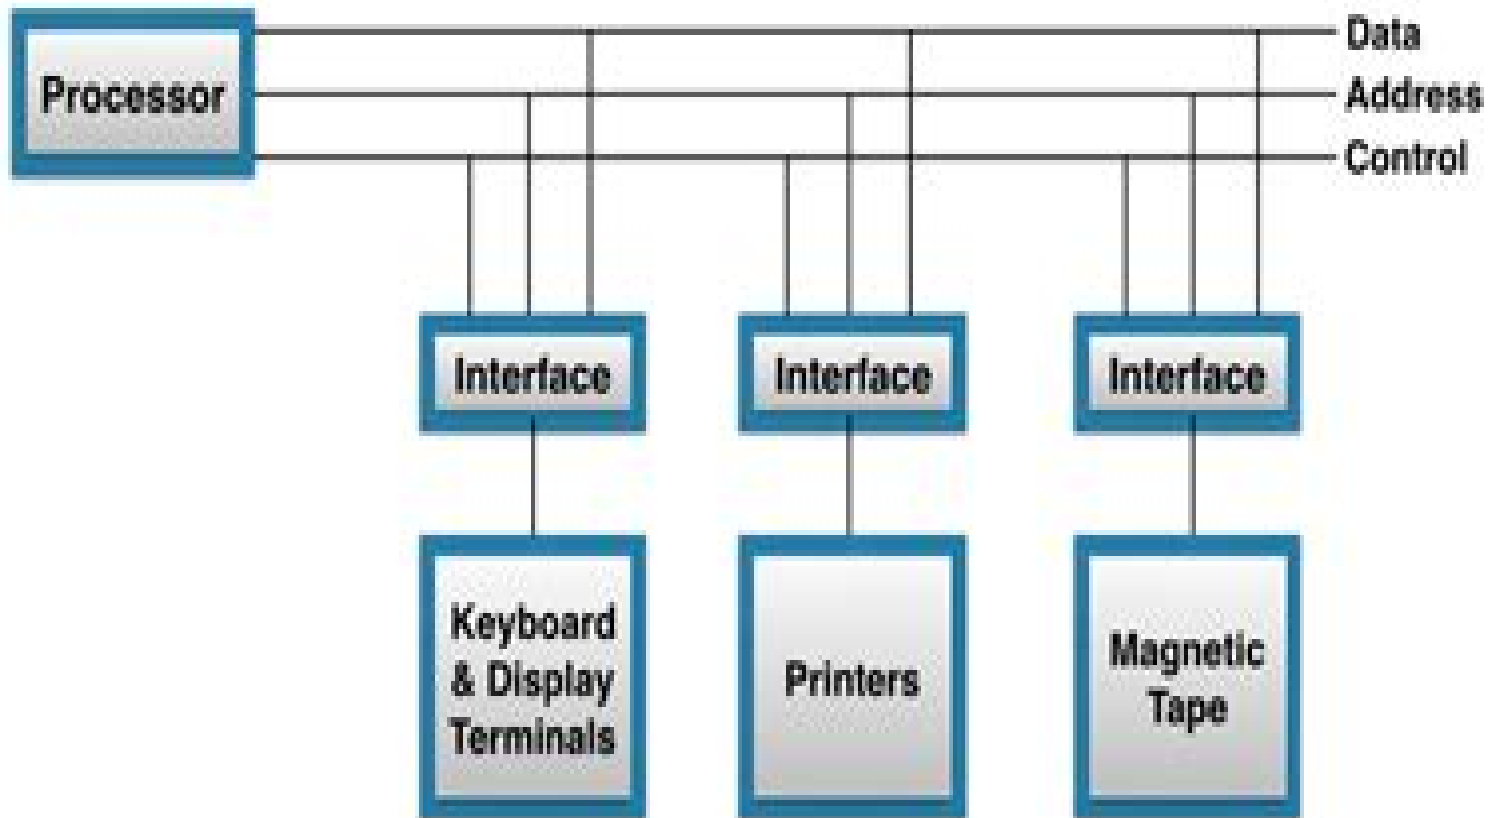 Data
Processor
Address
Control
Interface
Interface
Interface
Keyboard
& Display
Terminals
Printers
Magnetic
Tape